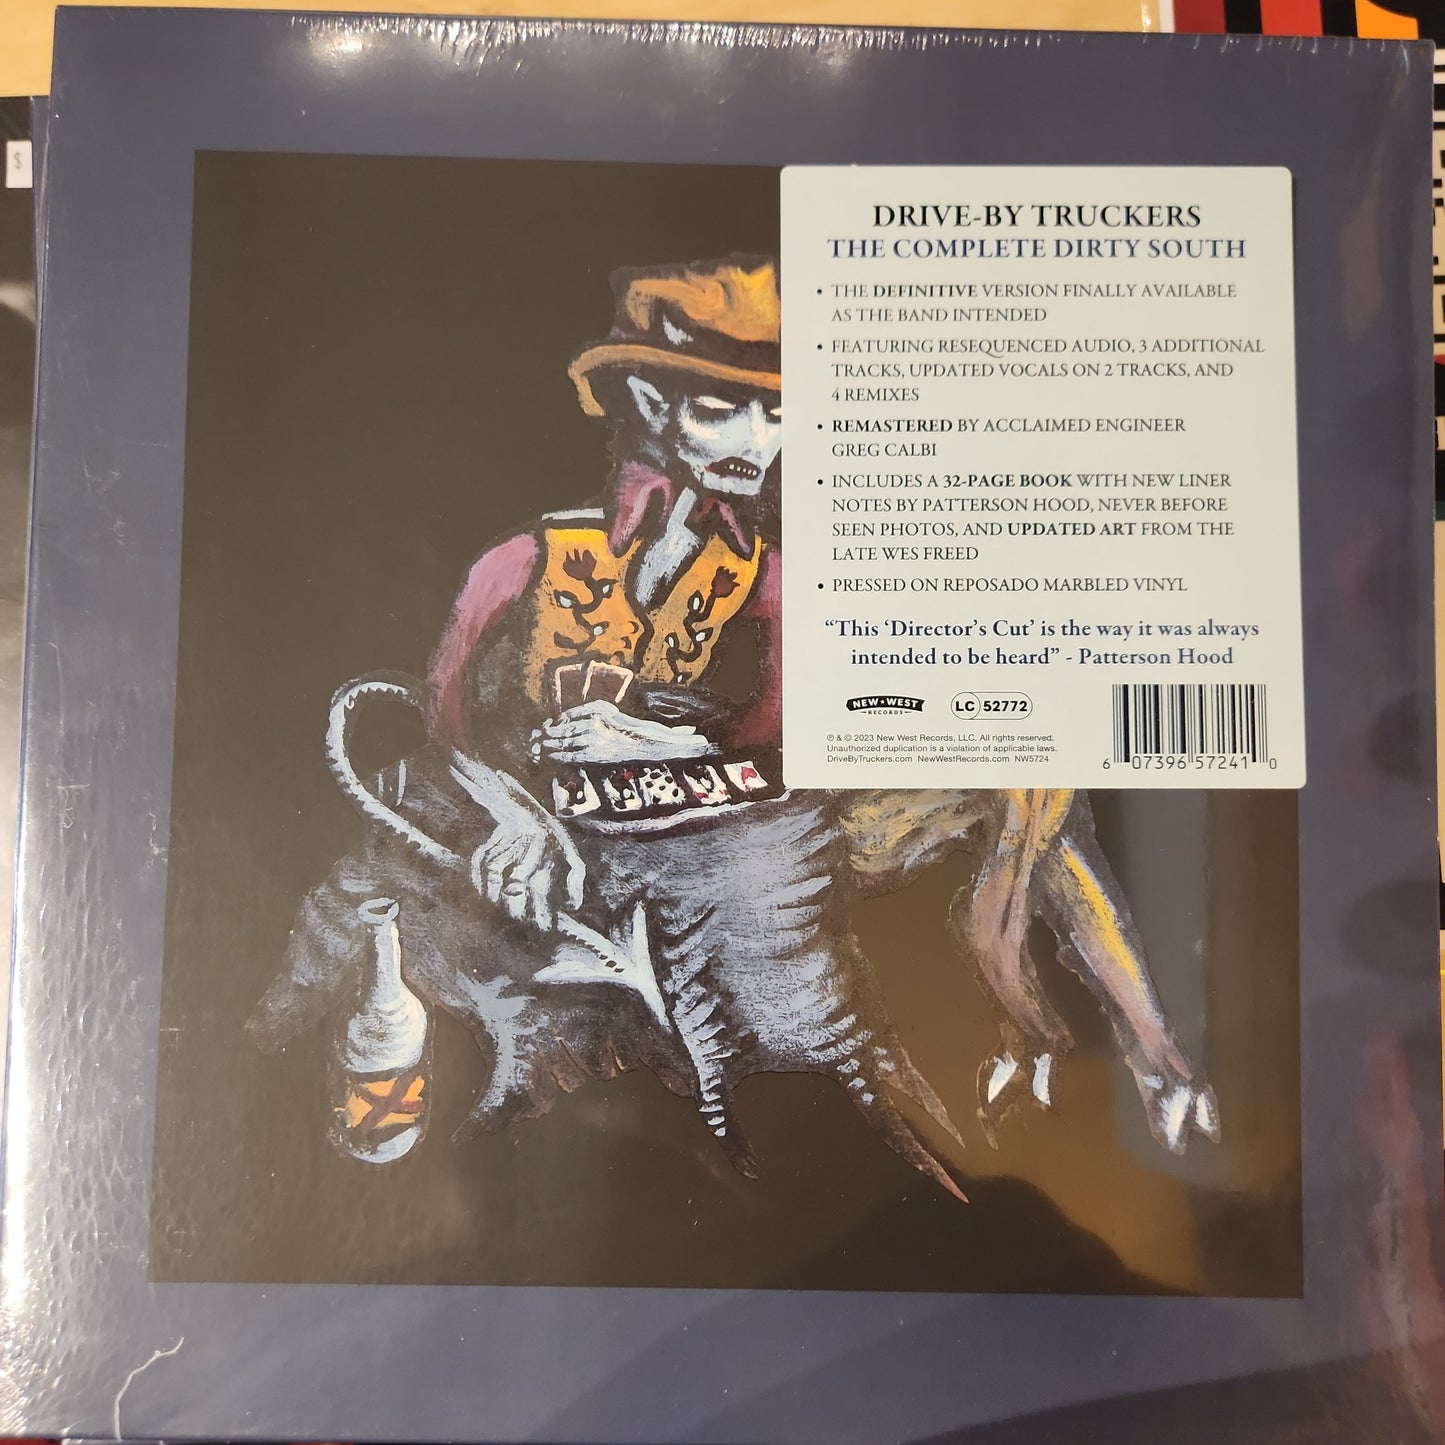 $
DRIVE-BY TRUCKERS
THE COMPLETE DIRTY SOUTH
• THE DEFINITIVE VERSION FINALLY AVAILABLE
AS THE BAND INTENDED
• FEATURING RESEQUENCED AUDIO, 3 ADDITIONAL
TRACKS, UPDATED VOCALS ON 2 TRACKS, AND
4 REMIXES
• REMASTERED BY ACCLAIMED ENGINEER
GREG CALBI
• INCLUDES A 32-PAGE BOOK WITH NEW LINER
NOTES BY PATTERSON HOOD, NEVER BEFORE
SEEN PHOTOS, AND UPDATED ART FROM THE
LATE WES FREED
• PRESSED ON REPOSADO MARBLED VINYL
“This ‘Director’s Cut’ is the way it was always
intended to be heard” - Patterson Hood
NEW★WEST
RECORDS
LC 52772
℗ & © 2023 New West Records, LLC. All rights reserved.
Unauthorized duplication is a violation of applicable laws.
DriveByTruckers.com NewWestRecords.com NW5724
6 07396 57241 0